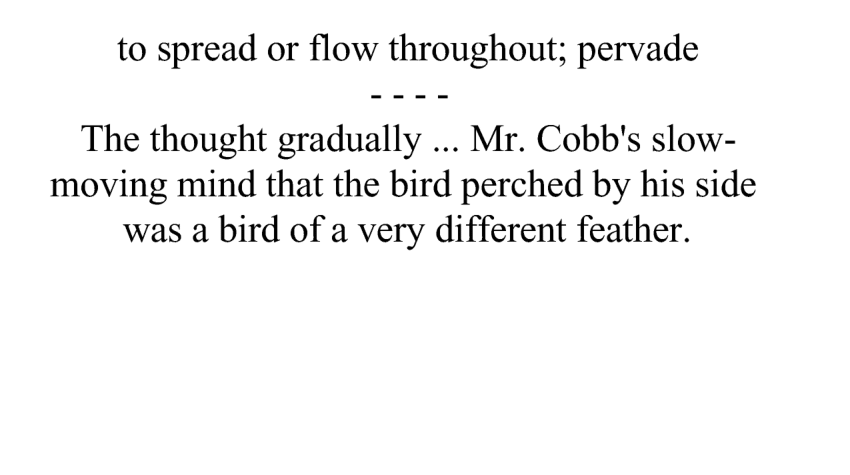 to spread or flow throughout; pervade
- - - -
The thought gradually ... Mr. Cobb's slow-
moving mind that the bird perched by his side
was a bird of a very different feather.